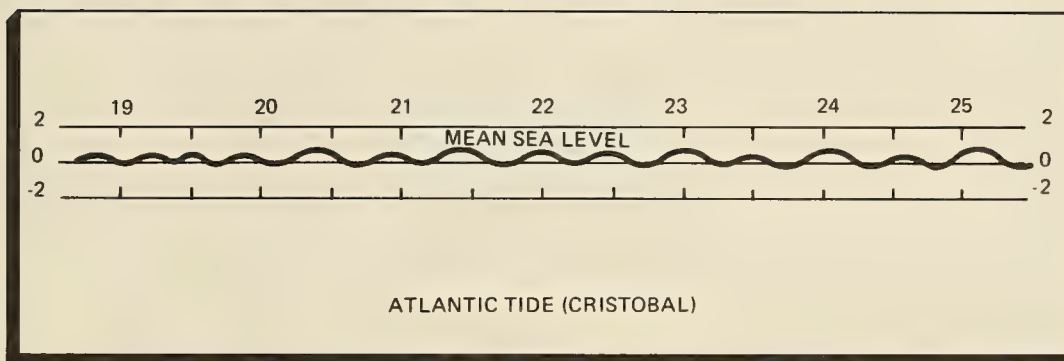 19 20 21 22 23 24 25
2 2
MEAN SEA LEVEL
0 0
-2 -2
ATLANTIC TIDE (CRISTOBAL)